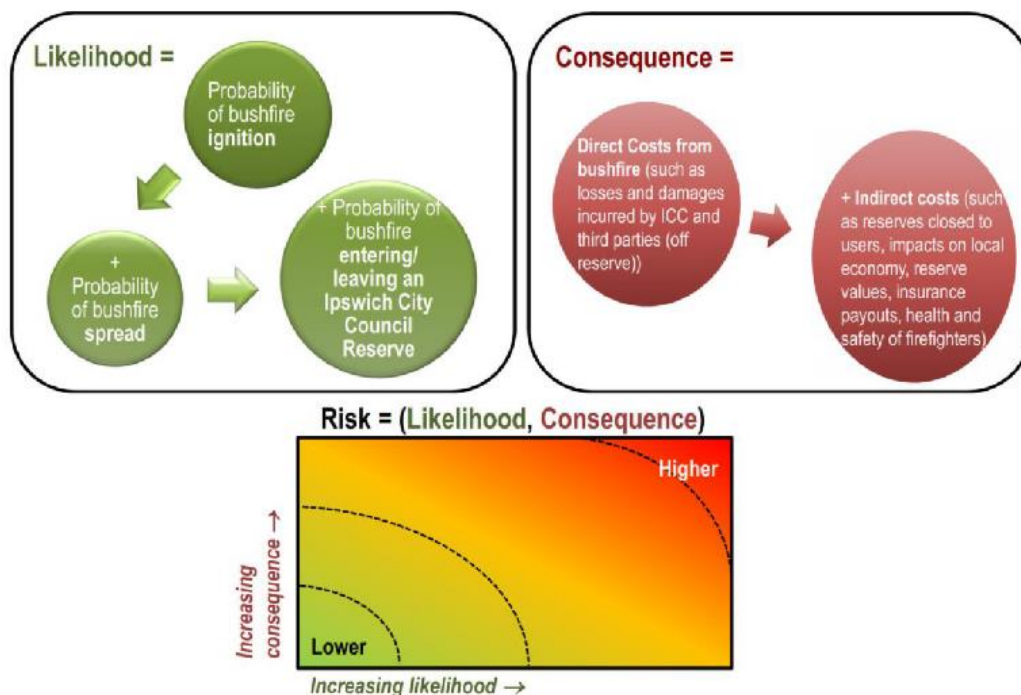 Likelihood =
Probability
of bushfire
ignition
+
Probability
of bushfire
spread
+ Probability of
bushfire
entering/
leaving an
Ipswich City
Council
Reserve
Consequence =
Direct Costs from
bushfire (such as
losses and damages
incurred by ICC and
third parties (off
reserve))
+ Indirect costs (such
as reserves closed to
users, impacts on local
economy, reserve
values, insurance
payouts, health and
safety of firefighters)
Risk = (Likelihood, Consequence)
Higher
Increasing
consequence →
Lower
Increasing likelihood →